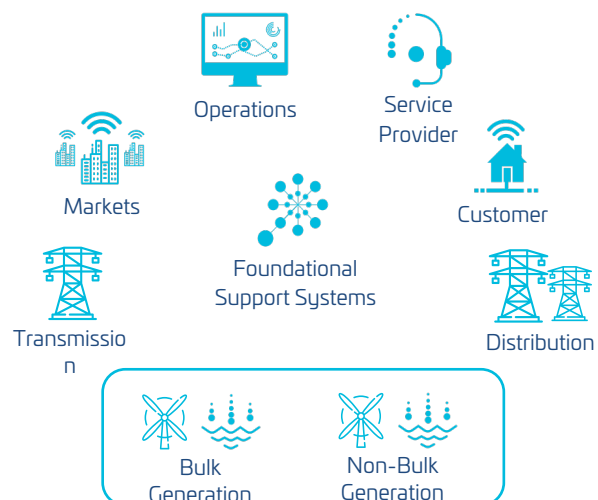 Operations
Service
Provider
Markets
Customer
Foundational
Support Systems
Transmissio
n
Distribution
Bulk
Generation
Non-Bulk
Generation